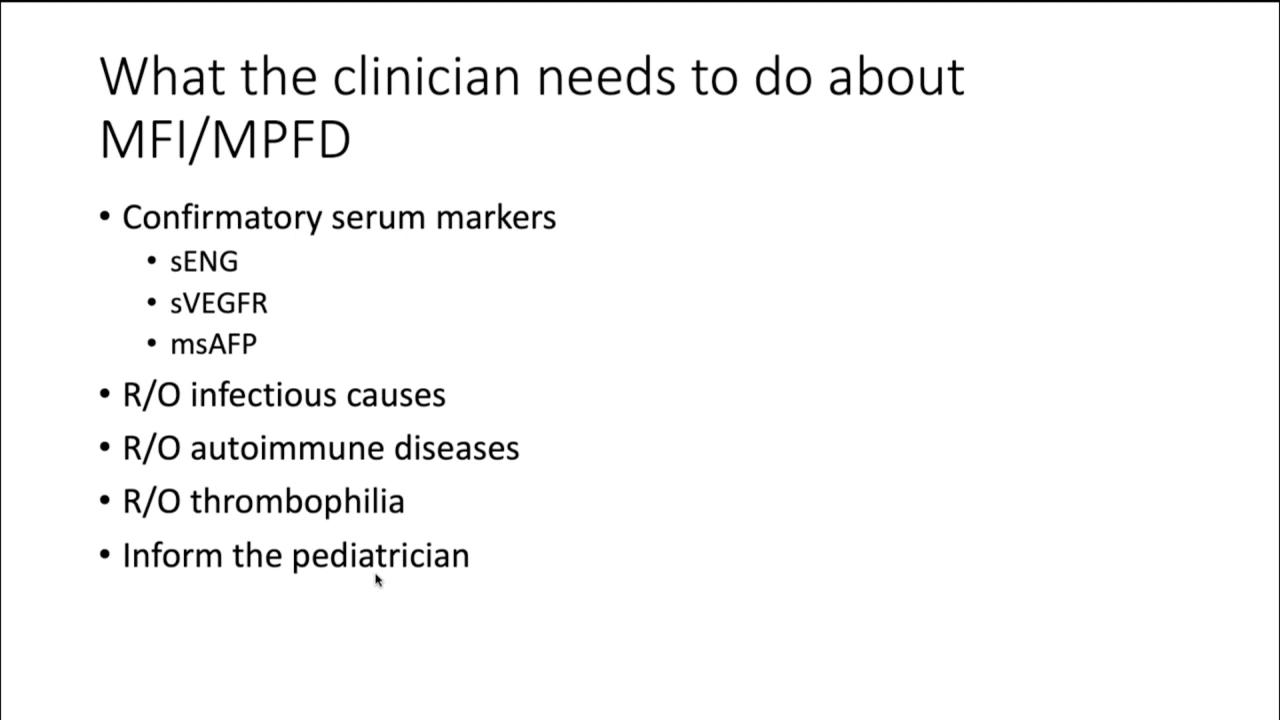 What the clinician needs to do about
MFI/MPFD
• Confirmatory serum markers
• sENG
• sVEGFR
• msAFP
• R/O infectious causes
• R/O autoimmune diseases
• R/O thrombophilia
• Inform the pediatrician